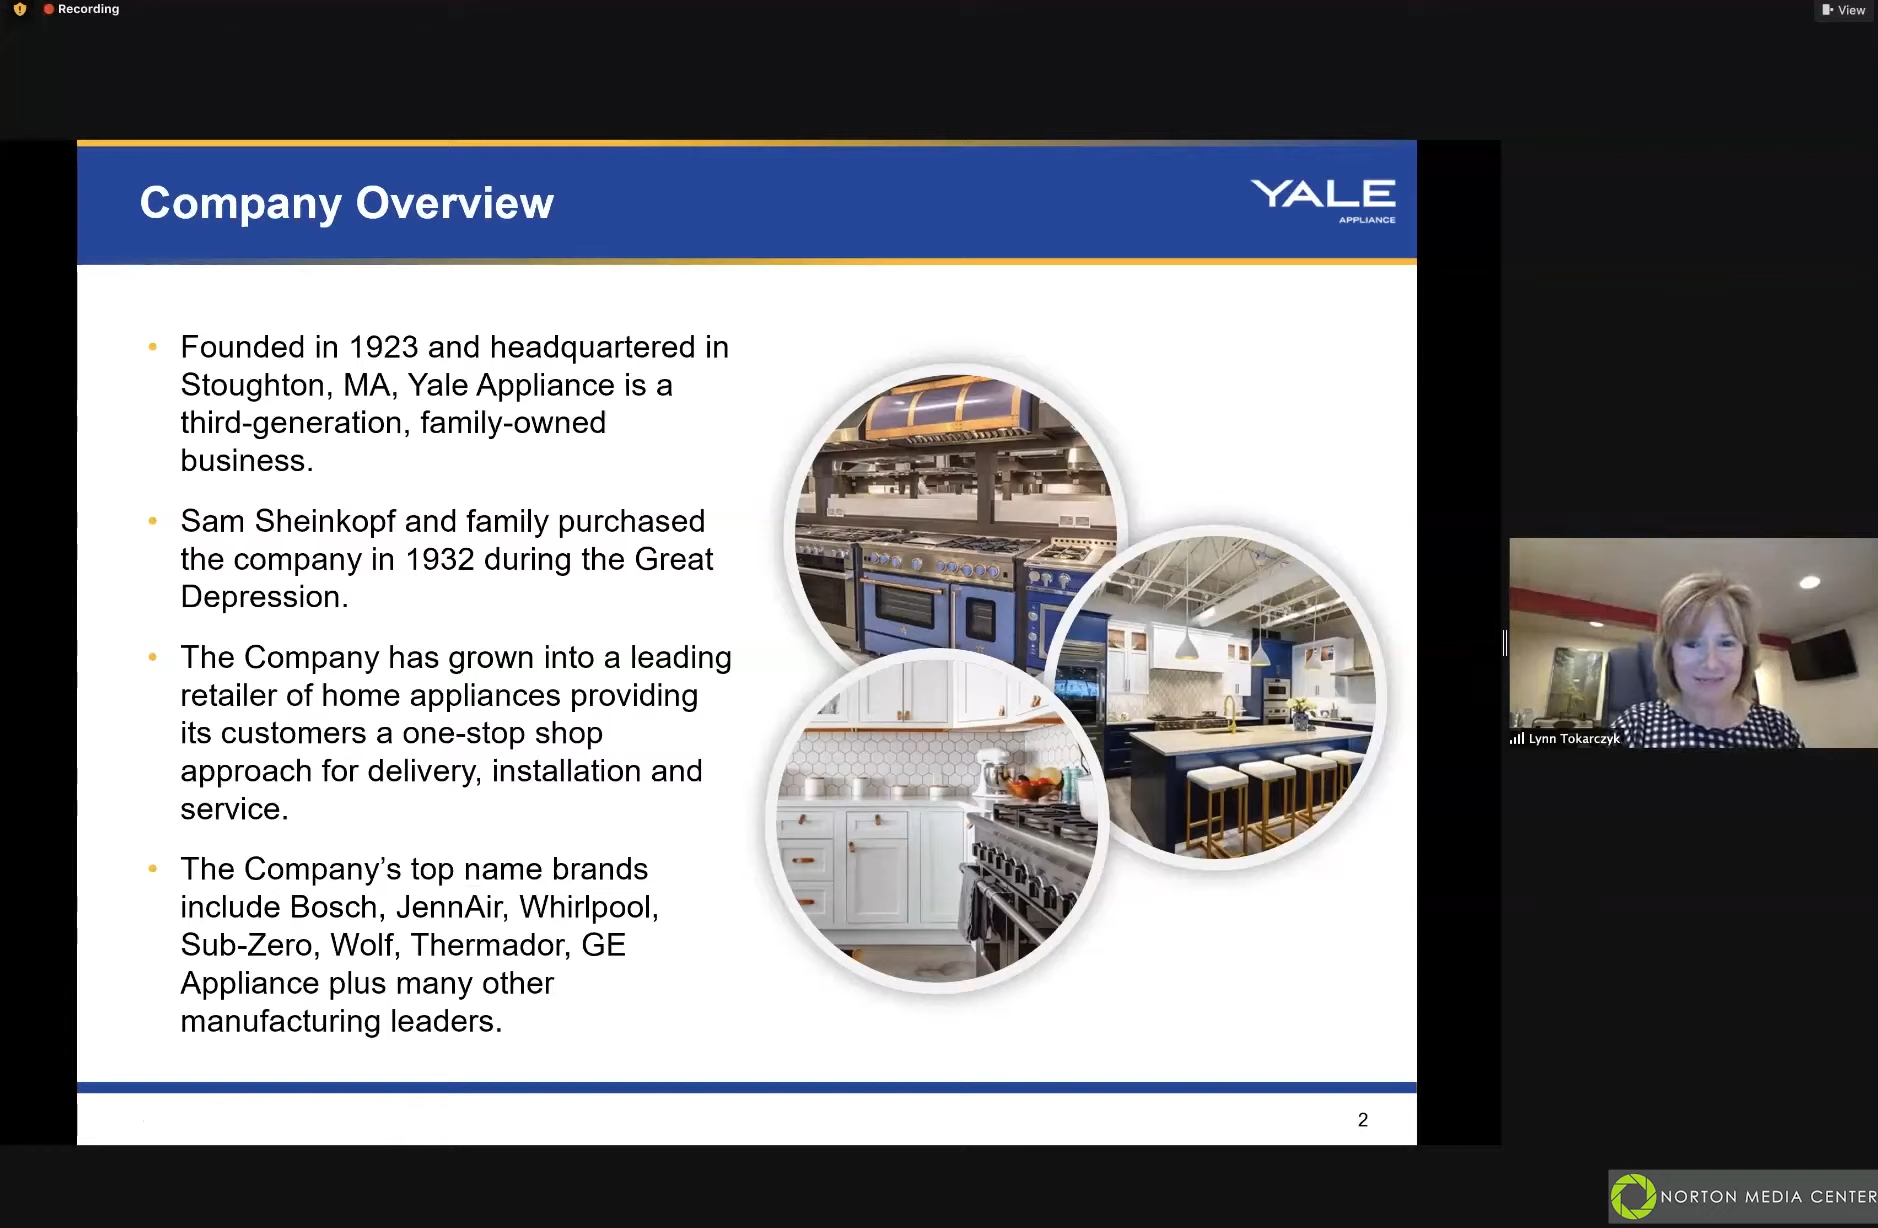 Recording
View
Company Overview
YALE
APPLIANCE
• Founded in 1923 and headquartered in
Stoughton, MA, Yale Appliance is a
third-generation, family-owned
business.
• Sam Sheinkopf and family purchased
the company in 1932 during the Great
Depression.
• The Company has grown into a leading
retailer of home appliances providing
its customers a one-stop shop
approach for delivery, installation and
service.
• The Company’s top name brands
include Bosch, JennAir, Whirlpool,
Sub-Zero, Wolf, Thermador, GE
Appliance plus many other
manufacturing leaders.
2
Lynn Tokarczyk
NORTON MEDIA CENTER